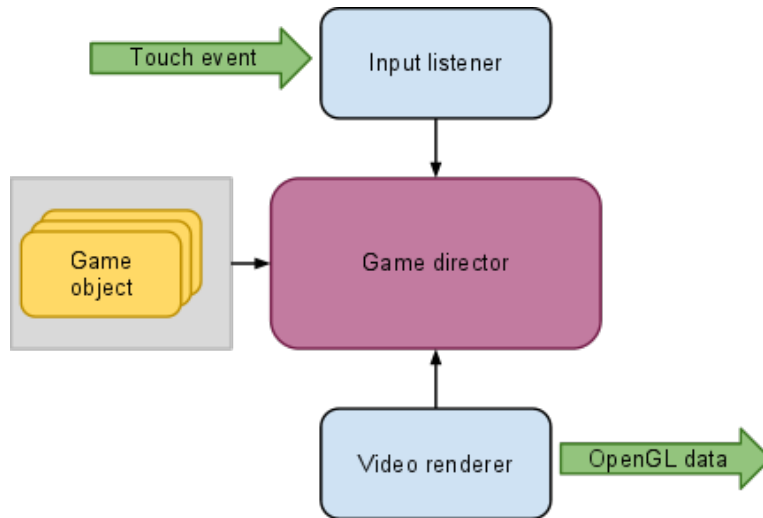 Touch event
Input listener
Game
object
Game director
Video renderer
OpenGL data